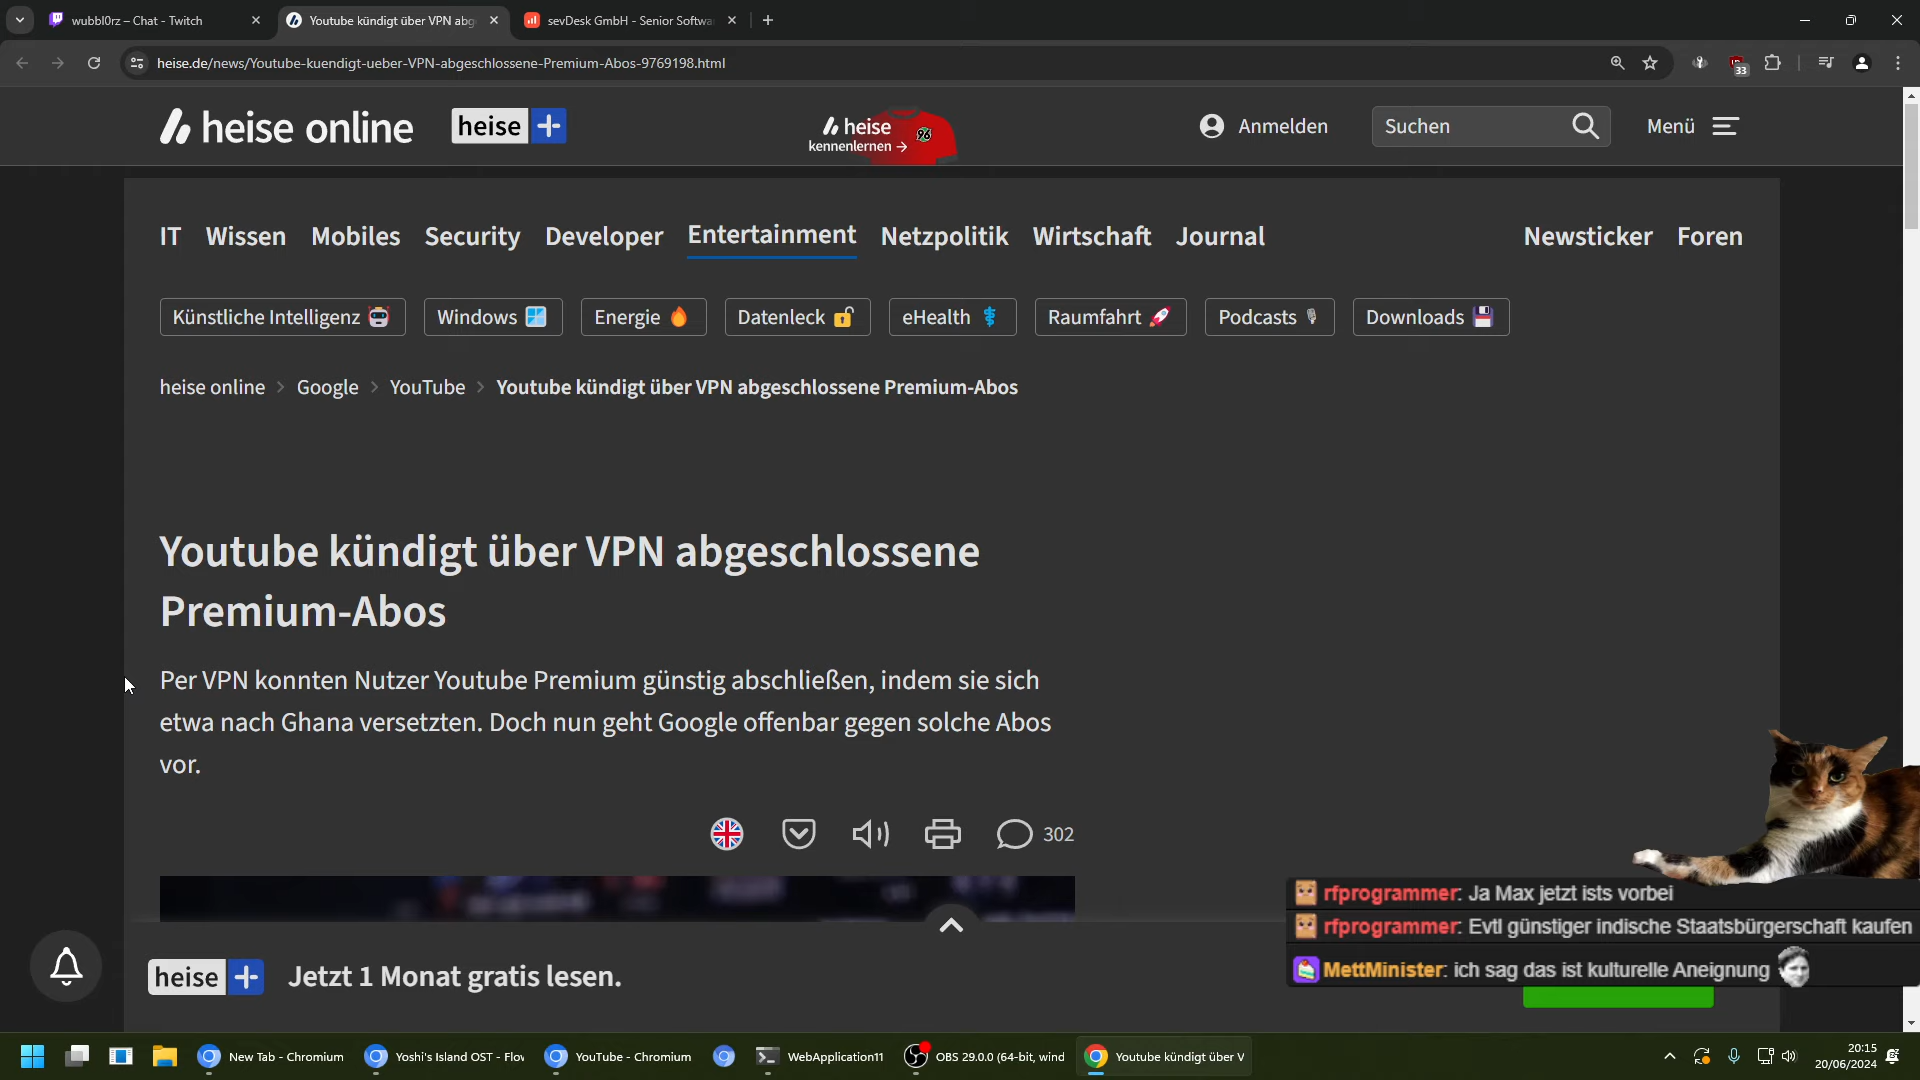 wubbl0rz – Chat - Twitch
Youtube kündigt über VPN abg
sevDesk GmbH - Senior Softwa
heise.de/news/Youtube-kuendigt-ueber-VPN-abgeschlossene-Premium-Abos-9769198.html
33
heise online
heise +
heise
kennenlernen →
96
Anmelden
Suchen
Menü
IT Wissen Mobiles Security Developer Entertainment Netzpolitik Wirtschaft Journal Newsticker Foren
Künstliche Intelligenz
Windows
Energie
Datenleck
eHealth
Raumfahrt
Podcasts
Downloads
heise online > Google > YouTube > Youtube kündigt über VPN abgeschlossene Premium-Abos
Youtube kündigt über VPN abgeschlossene
Premium-Abos
Per VPN konnten Nutzer Youtube Premium günstig abschließen, indem sie sich
etwa nach Ghana versetzten. Doch nun geht Google offenbar gegen solche Abos
vor.
302
rfprogrammer: Ja Max jetzt ists vorbei
rfprogrammer: Evtl günstiger indische Staatsbürgerschaft kaufen
MettMinister: ich sag das ist kulturelle Aneignung
heise + Jetzt 1 Monat gratis lesen.
New Tab - Chromium
Yoshi's Island OST - Flow
YouTube - Chromium
WebApplication11
OBS 29.0.0 (64-bit, wind
Youtube kündigt über V
20:15
20/06/2024